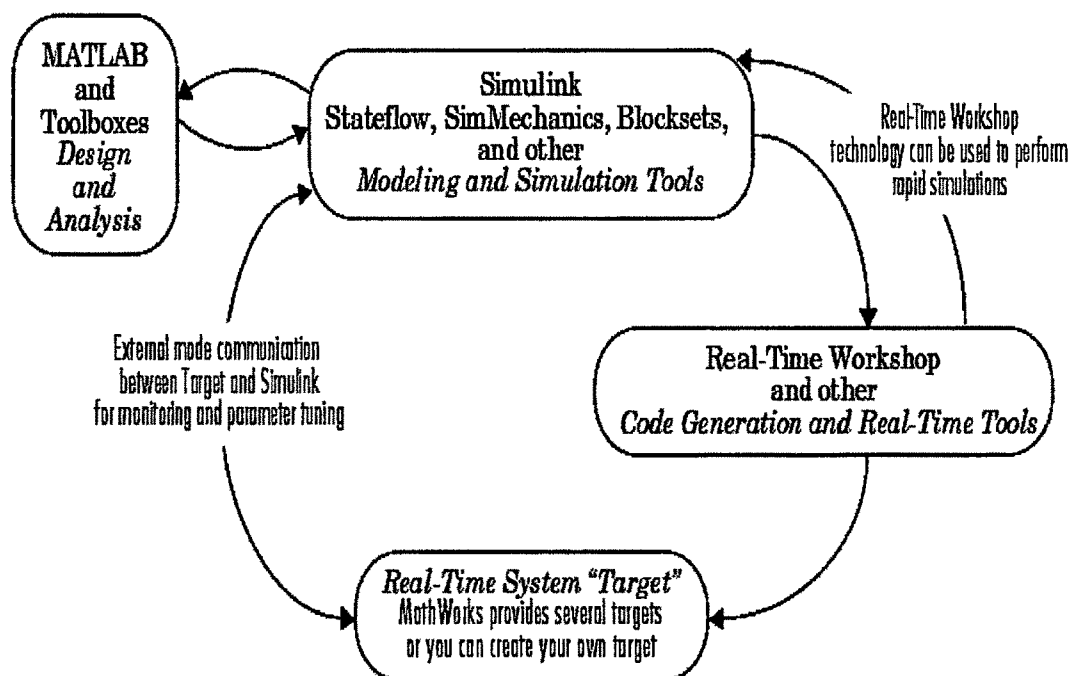 MATLAB
and
Toolboxes
Design
and
Analysis
Simulink
Stateflow, SimMechanics, Blocksets,
and other
Modeling and Simulation Tools
Real-Time Workshop
technology can be used to perform
rapid simulations
External mode communication
between Target and Simulink
for monitoring and parameter tuning
Real-Time Workshop
and other
Code Generation and Real-Time Tools
Real-Time System “Target”
MathWorks provides several targets
or you can create your own target